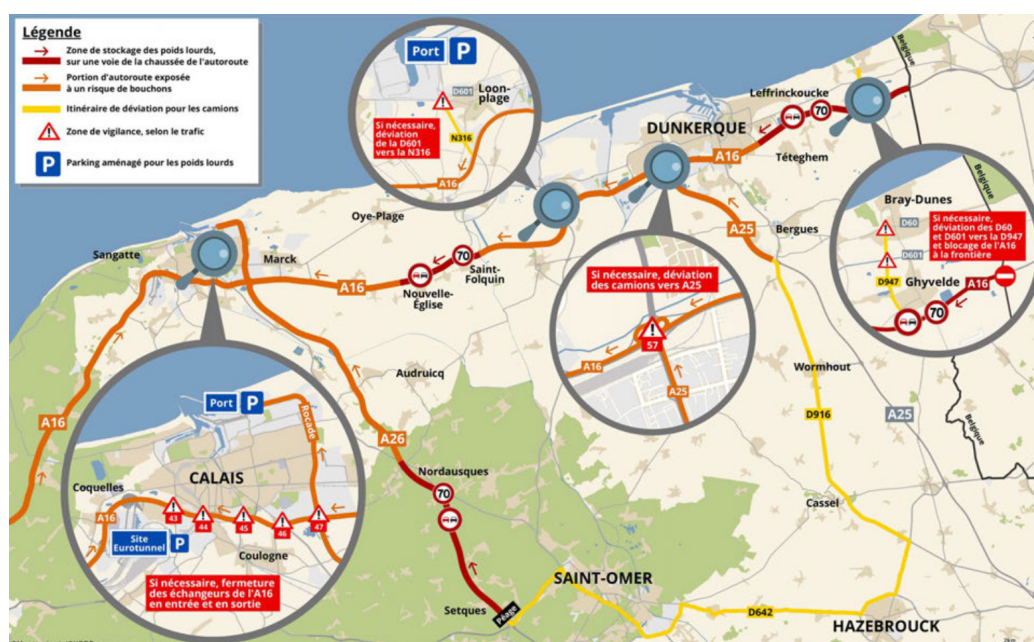 Légende
Zone de stockage des poids lourds,
sur une voie de la chaussée de l'autoroute
Portion d'autoroute exposée
à un risque de bouchons
Itinéraire de déviation pour les camions
Zone de vigilance, selon le trafic
P
Parking aménagé pour les poids lourds
Port P
D601
Loon-
plage
Si nécessaire,
déviation
de la D601
vers la N316
N316
A16
Belgique
Leffrinckoucke
70
DUNKERQUE
A16
Téteghem
Belgique
Bray-Dunes
D60
Si nécessaire,
déviation des D60
et D601 vers la D947
et blocage de l'A16
à la frontière
D601
Ghyvelde
D947
A16
70
Oye-Plage
A25
Bergues
Sangatte
Marck
70
Saint-
Folquin
A16
Nouvelle-
Église
Si nécessaire, déviation
des camions vers A25
57
A16
A25
Audruicq
Wormhout
D916
A25
Belgique
A16
A26
Port P
Rocade
CALAIS
Coquelles
A16
43
44
45
46
47
Site
Eurotunnel
P
Coulogne
Si nécessaire, fermeture
des échangeurs de l'A16
en entrée et en sortie
Nordausques
70
Cassel
SAINT-OMER
Setques
Péage
D642
HAZEBROUCK